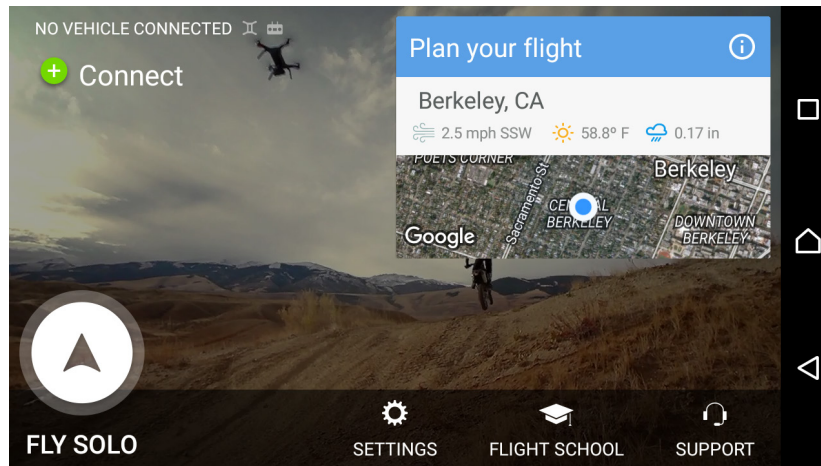 NO VEHICLE CONNECTED
Connect
Plan your flight
Berkeley, CA
2.5 mph SSW 58.8º F 0.17 in
POETS CORNER
Sacramento St
Berkeley
CENTRAL
BERKELEY
DOWNTOWN
BERKELEY
Google
FLY SOLO
SETTINGS
FLIGHT SCHOOL
SUPPORT